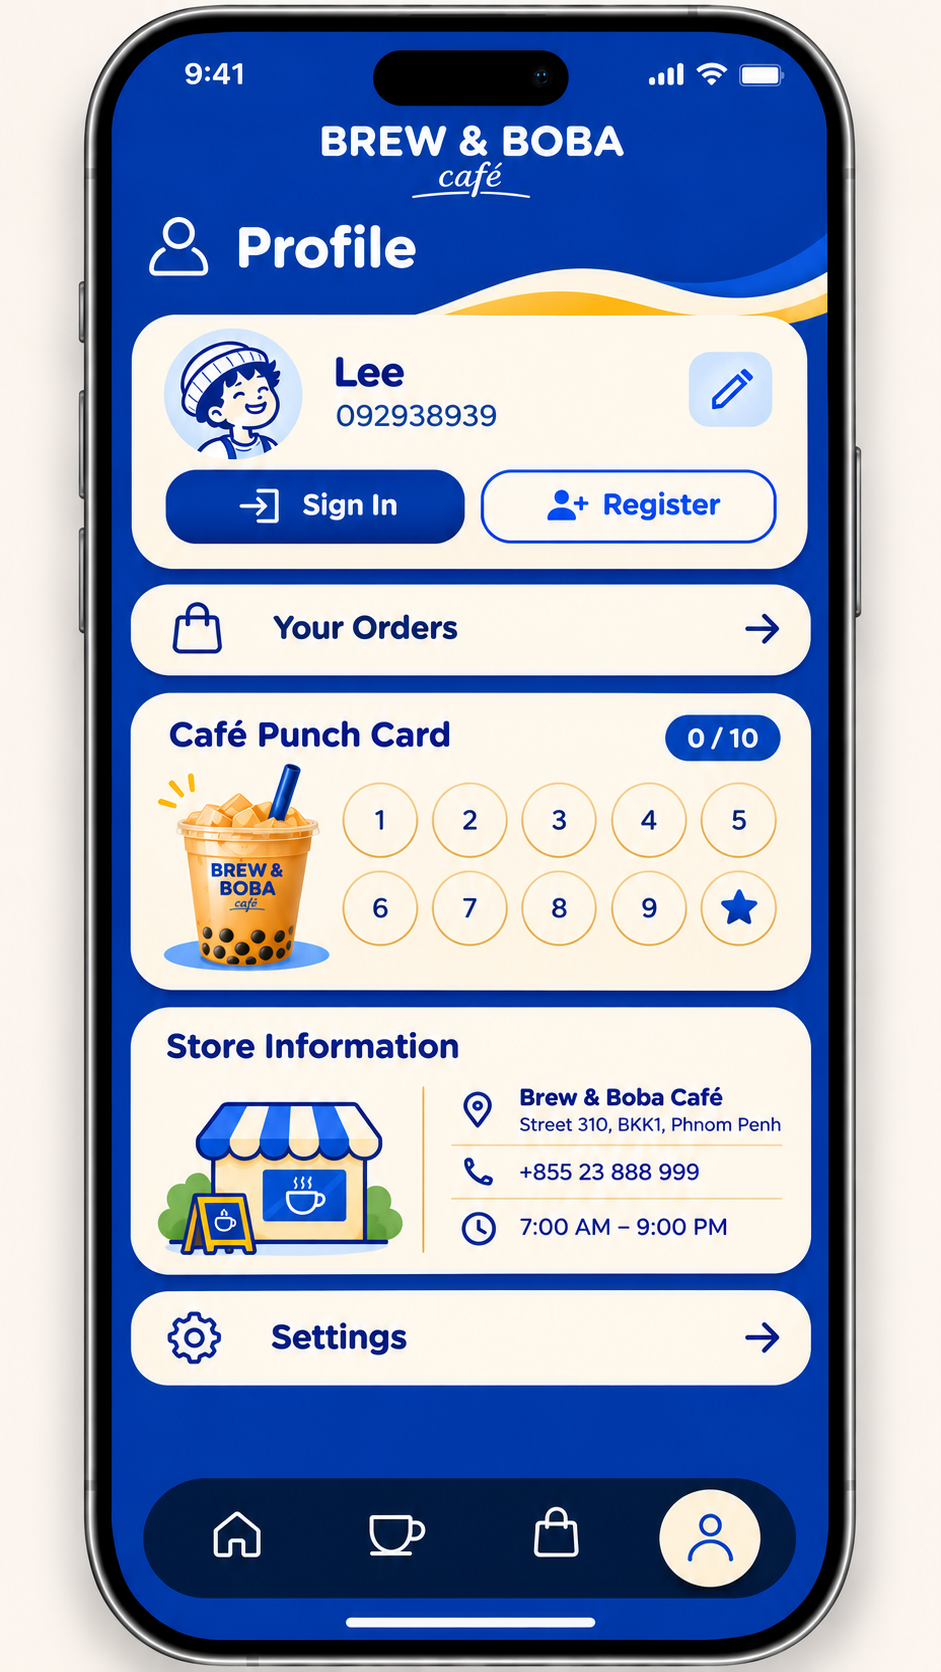 9:41
BREW & BOBA
café
Profile
Lee
092938939
Sign In
Register
Your Orders
Café Punch Card
0 / 10
1 2 3 4 5
6 7 8 9
BREW &
BOBA
café
Store Information
Brew & Boba Café
Street 310, BKK1, Phnom Penh
+855 23 888 999
7:00 AM – 9:00 PM
Settings